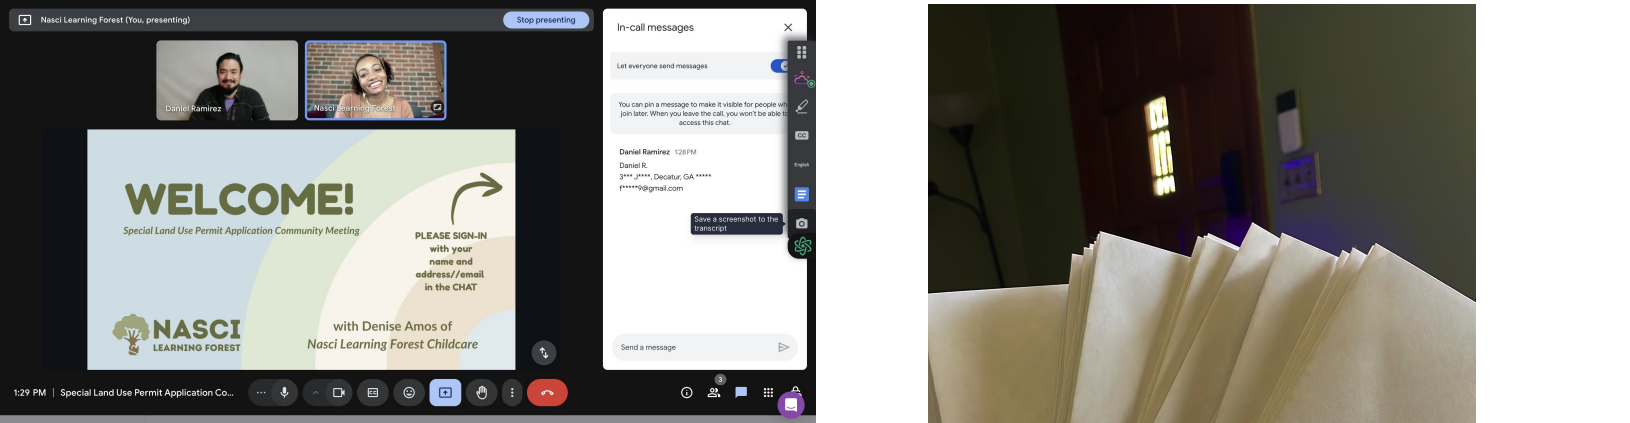 Nasci Learning Forest (You, presenting)
Stop presenting
Daniel Ramirez
Nasci Learning Forest
WELCOME!
Special Land Use Permit Application Community Meeting
PLEASE SIGN-IN
with your
name and
address//email
in the CHAT
NASCI
LEARNING FOREST
with Denise Amos of
Nasci Learning Forest Childcare
In-call messages
Let everyone send messages
You can pin a message to make it visible for people wh
join later. When you leave the call, you won't be able to
access this chat.
Daniel Ramirez 1:28 PM
Daniel R.
3*** J****, Decatur, GA *****
f*****9@gmail.com
CC
English
Save a screenshot to the
transcript
Send a message
1:29 PM | Special Land Use Permit Application Co...
3